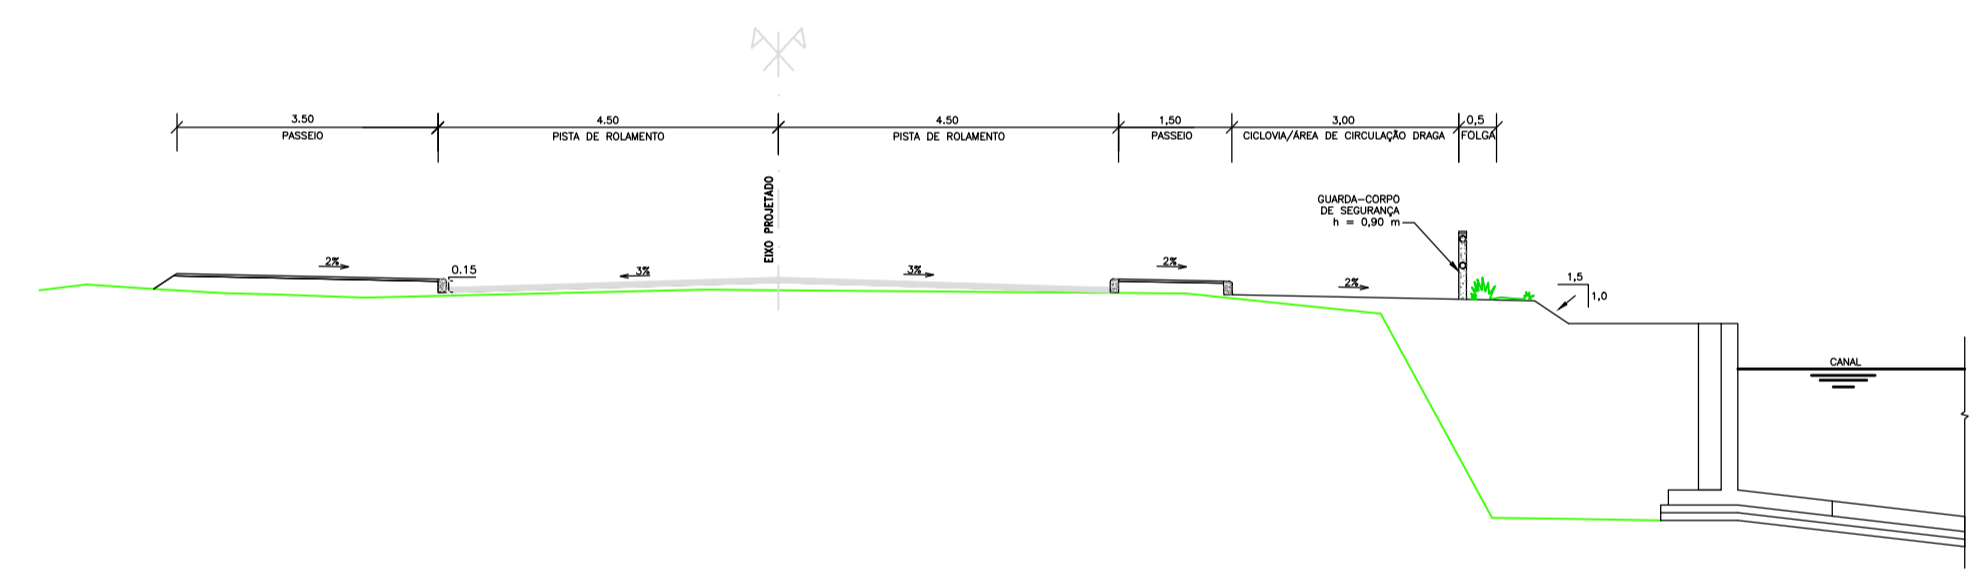 3.50
PASSEIO
4.50
PISTA DE ROLAMENTO
4.50
PISTA DE ROLAMENTO
1,50
PASSEIO
3,00
CICLOVIA/ÁREA DE CIRCULAÇÃO DRAGA
0,5
FOLGA
EIXO PROJETADO
GUARDA-CORPO
DE SEGURANÇA
h = 0,90 m
2%
0.15
3%
3%
2%
2%
1,5
1,0
CANAL